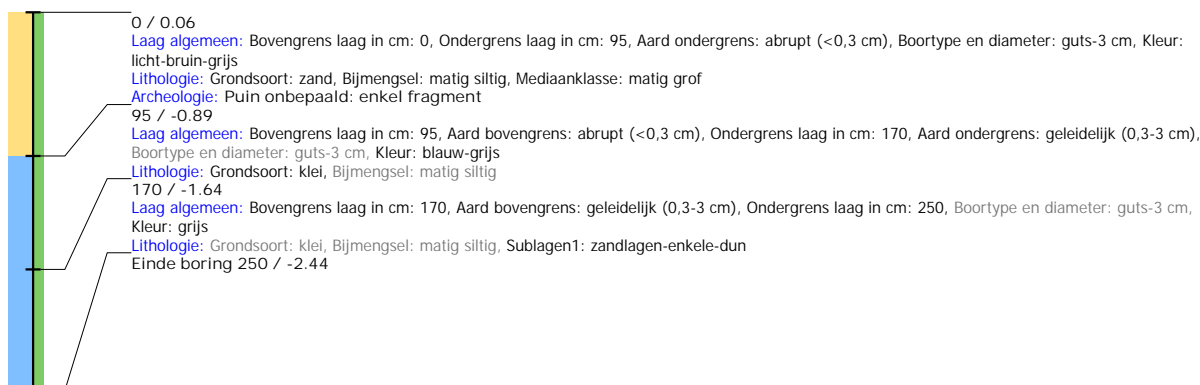 0 / 0.06
Laag algemeen: Bovengrens laag in cm: 0, Ondergrens laag in cm: 95, Aard ondergrens: abrupt (<0,3 cm), Boortype en diameter: guts-3 cm, Kleur:
licht-bruin-grijs
Lithologie: Grondsoort: zand, Bijmengsel: matig siltig, Mediaanklasse: matig grof
Archeologie: Puin onbepaald: enkel fragment
95 / -0.89
Laag algemeen: Bovengrens laag in cm: 95, Aard bovengrens: abrupt (<0,3 cm), Ondergrens laag in cm: 170, Aard ondergrens: geleidelijk (0,3-3 cm),
Boortype en diameter: guts-3 cm, Kleur: blauw-grijs
Lithologie: Grondsoort: klei, Bijmengsel: matig siltig
170 / -1.64
Laag algemeen: Bovengrens laag in cm: 170, Aard bovengrens: geleidelijk (0,3-3 cm), Ondergrens laag in cm: 250, Boortype en diameter: guts-3 cm,
Kleur: grijs
Lithologie: Grondsoort: klei, Bijmengsel: matig siltig, Sublagen1: zandlagen-enkele-dun
Einde boring 250 / -2.44